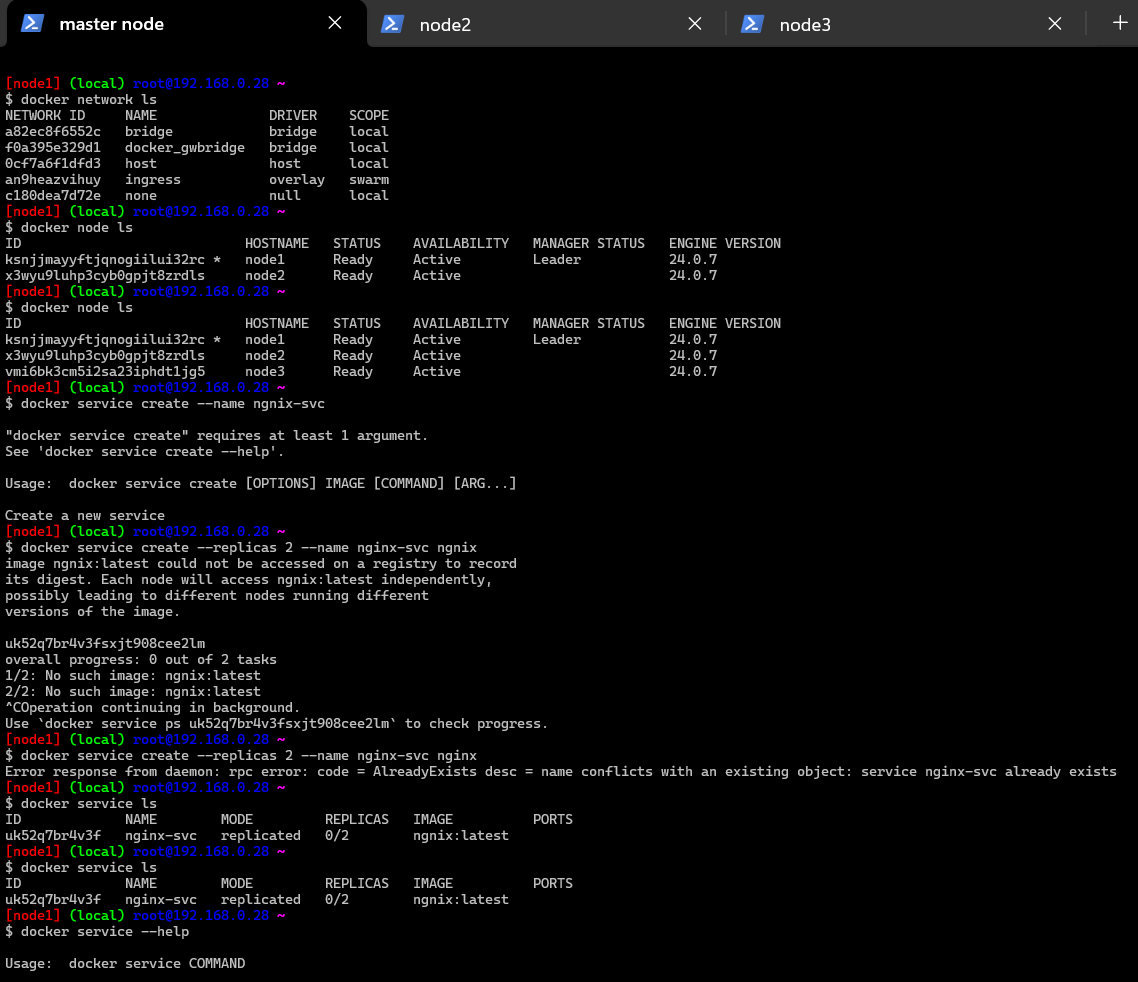 master node
node2
node3
[node1] (local) root@192.168.0.28 ~
$ docker network ls
NETWORK ID     NAME              DRIVER    SCOPE
a82ec8f6552c   bridge            bridge    local
f0a395e329d1   docker_gwbridge   bridge    local
0cf7a6f1dfd3   host              host      local
an9heazvihuy   ingress           overlay   swarm
c180dea7d72e   none              null      local
[node1] (local) root@192.168.0.28 ~
$ docker node ls
ID                            HOSTNAME   STATUS    AVAILABILITY   MANAGER STATUS   ENGINE VERSION
ksnjjmayyftjqnogiilui32rc *   node1      Ready     Active         Leader           24.0.7
x3wyu9luhp3cyb0gpjt8zrdls     node2      Ready     Active                          24.0.7
[node1] (local) root@192.168.0.28 ~
$ docker node ls
ID                            HOSTNAME   STATUS    AVAILABILITY   MANAGER STATUS   ENGINE VERSION
ksnjjmayyftjqnogiilui32rc *   node1      Ready     Active         Leader           24.0.7
x3wyu9luhp3cyb0gpjt8zrdls     node2      Ready     Active                          24.0.7
vmi6bk3cm5i2sa23iphdt1jg5     node3      Ready     Active                          24.0.7
[node1] (local) root@192.168.0.28 ~
$ docker service create --name ngnix-svc
"docker service create" requires at least 1 argument.
See 'docker service create --help'.
Usage:  docker service create [OPTIONS] IMAGE [COMMAND] [ARG...]
Create a new service
[node1] (local) root@192.168.0.28 ~
$ docker service create --replicas 2 --name nginx-svc ngnix
image ngnix:latest could not be accessed on a registry to record
its digest. Each node will access ngnix:latest independently,
possibly leading to different nodes running different
versions of the image.
uk52q7br4v3fsxjt908cee2lm
overall progress: 0 out of 2 tasks
1/2: No such image: ngnix:latest
2/2: No such image: ngnix:latest
^COperation continuing in background.
Use `docker service ps uk52q7br4v3fsxjt908cee2lm` to check progress.
[node1] (local) root@192.168.0.28 ~
$ docker service create --replicas 2 --name nginx-svc nginx
Error response from daemon: rpc error: code = AlreadyExists desc = name conflicts with an existing object: service nginx-svc already exists
[node1] (local) root@192.168.0.28 ~
$ docker service ls
ID             NAME        MODE         REPLICAS   IMAGE          PORTS
uk52q7br4v3f   nginx-svc   replicated   0/2        ngnix:latest
[node1] (local) root@192.168.0.28 ~
$ docker service ls
ID             NAME        MODE         REPLICAS   IMAGE          PORTS
uk52q7br4v3f   nginx-svc   replicated   0/2        ngnix:latest
[node1] (local) root@192.168.0.28 ~
$ docker service --help
Usage:  docker service COMMAND